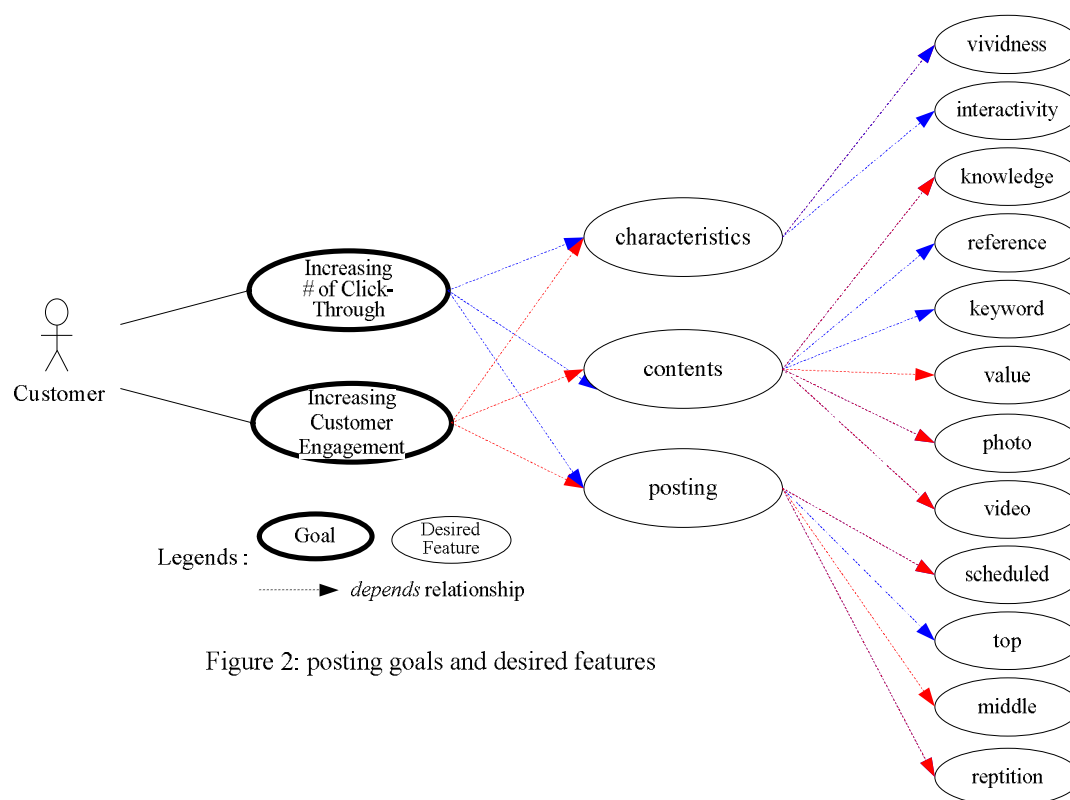 vividness
interactivity
knowledge
characteristics
reference
Increasing
# of Click-
Through
keyword
Customer
contents
value
Increasing
Customer
Engagement
photo
posting
video
Goal
Desired
Feature
Legends :
scheduled
depends relationship
top
Figure 2: posting goals and desired features
middle
reptition